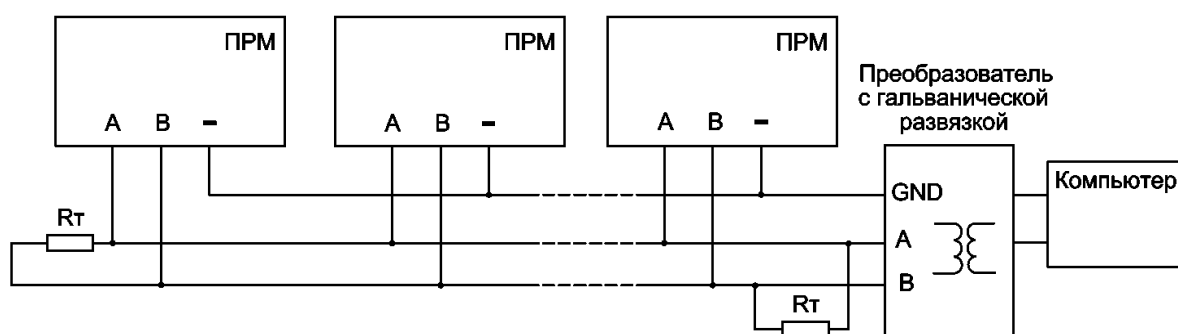 ПРМ
ПРМ
ПРМ
А В -
А В -
А В -
Преобразователь
с гальванической
развязкой
GND
А
В
Компьютер
Rт
Rт